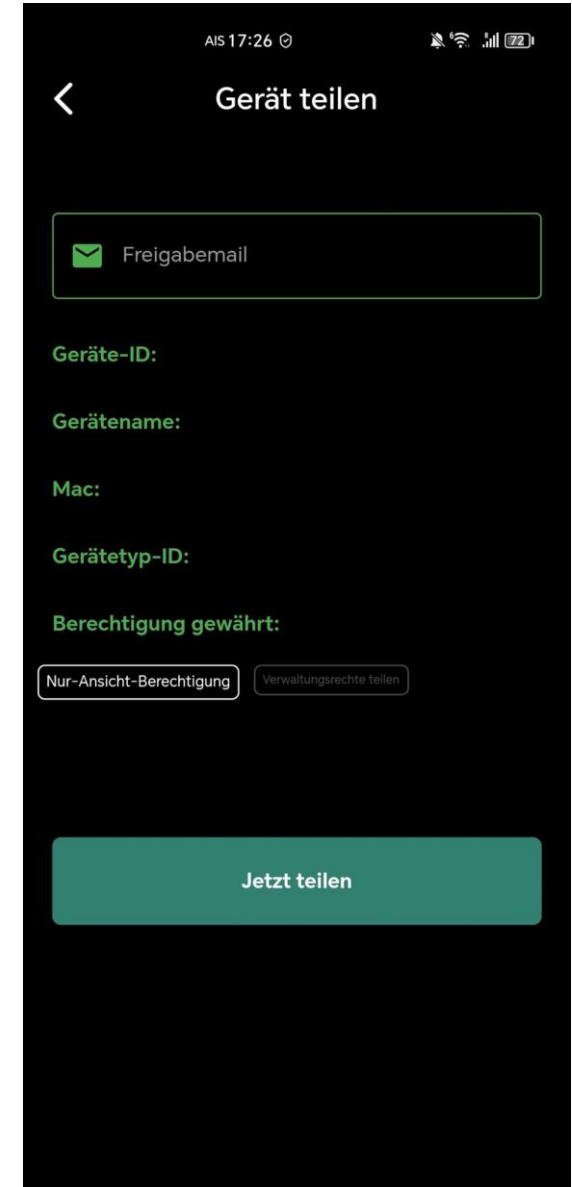 AIS 17:26 72
Gerät teilen
Freigabemail
Geräte-ID:
Gerätename:
Mac:
Gerätetyp-ID:
Berechtigung gewährt:
Nur-Ansicht-Berechtigung Verwaltungsrechte teilen
Jetzt teilen